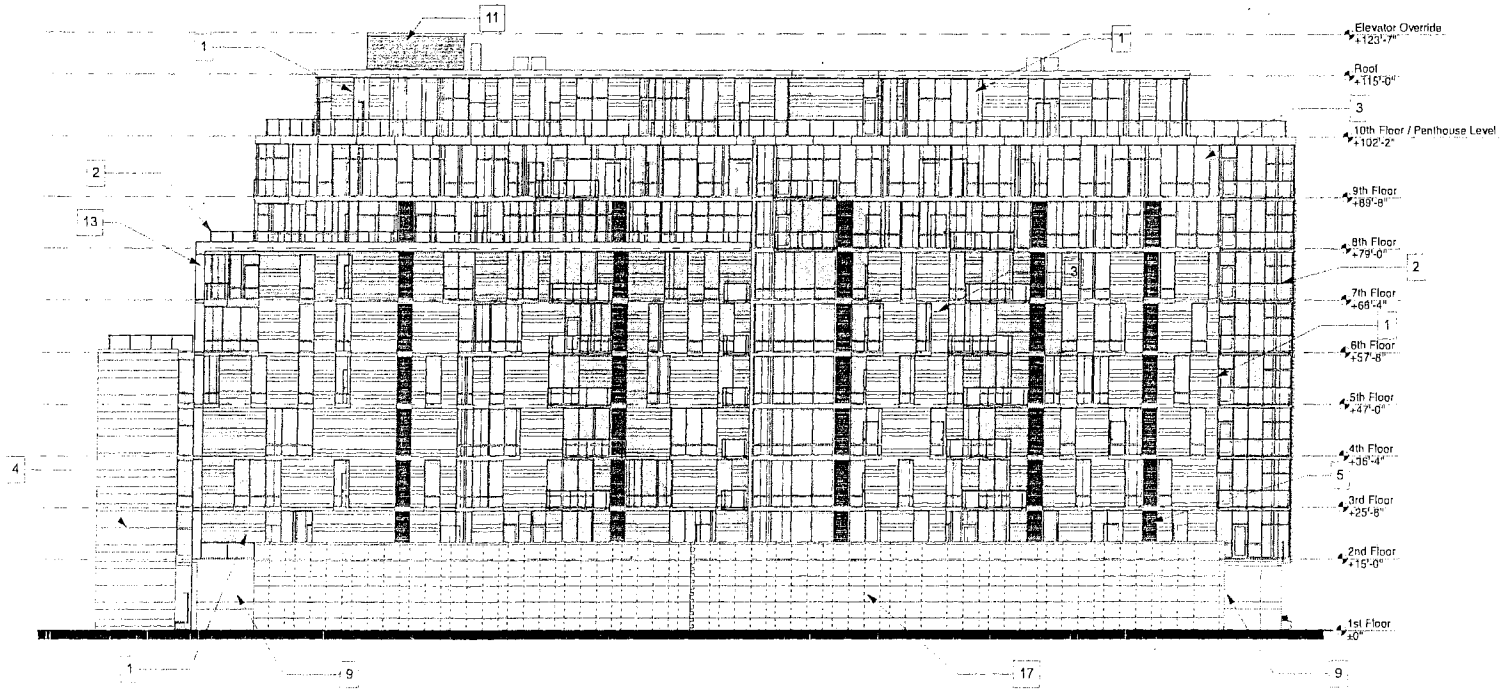 11
1
1
Elevator Override
+123'-7"
Roof
+115'-0"
3
10th Floor / Penthouse Level
+102'-2"
2
9th Floor
+89'-8"
13
8th Floor
+79'-0"
3
2
7th Floor
+68'-4"
1
6th Floor
+57'-8"
5th Floor
+47'-0"
4
4th Floor
+36'-4"
5
3rd Floor
+25'-8"
2nd Floor
+15'-0"
1st Floor
±0"
1
9
17
9